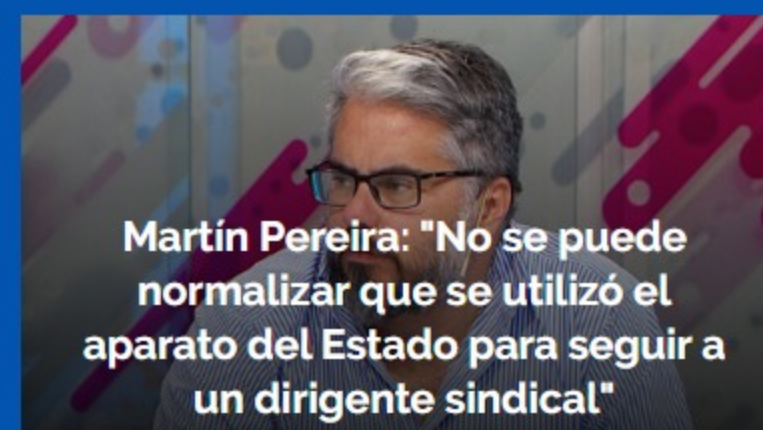 Martín Pereira: "No se puede
normalizar que se utilizó el
aparato del Estado para seguir a
un dirigente sindical"